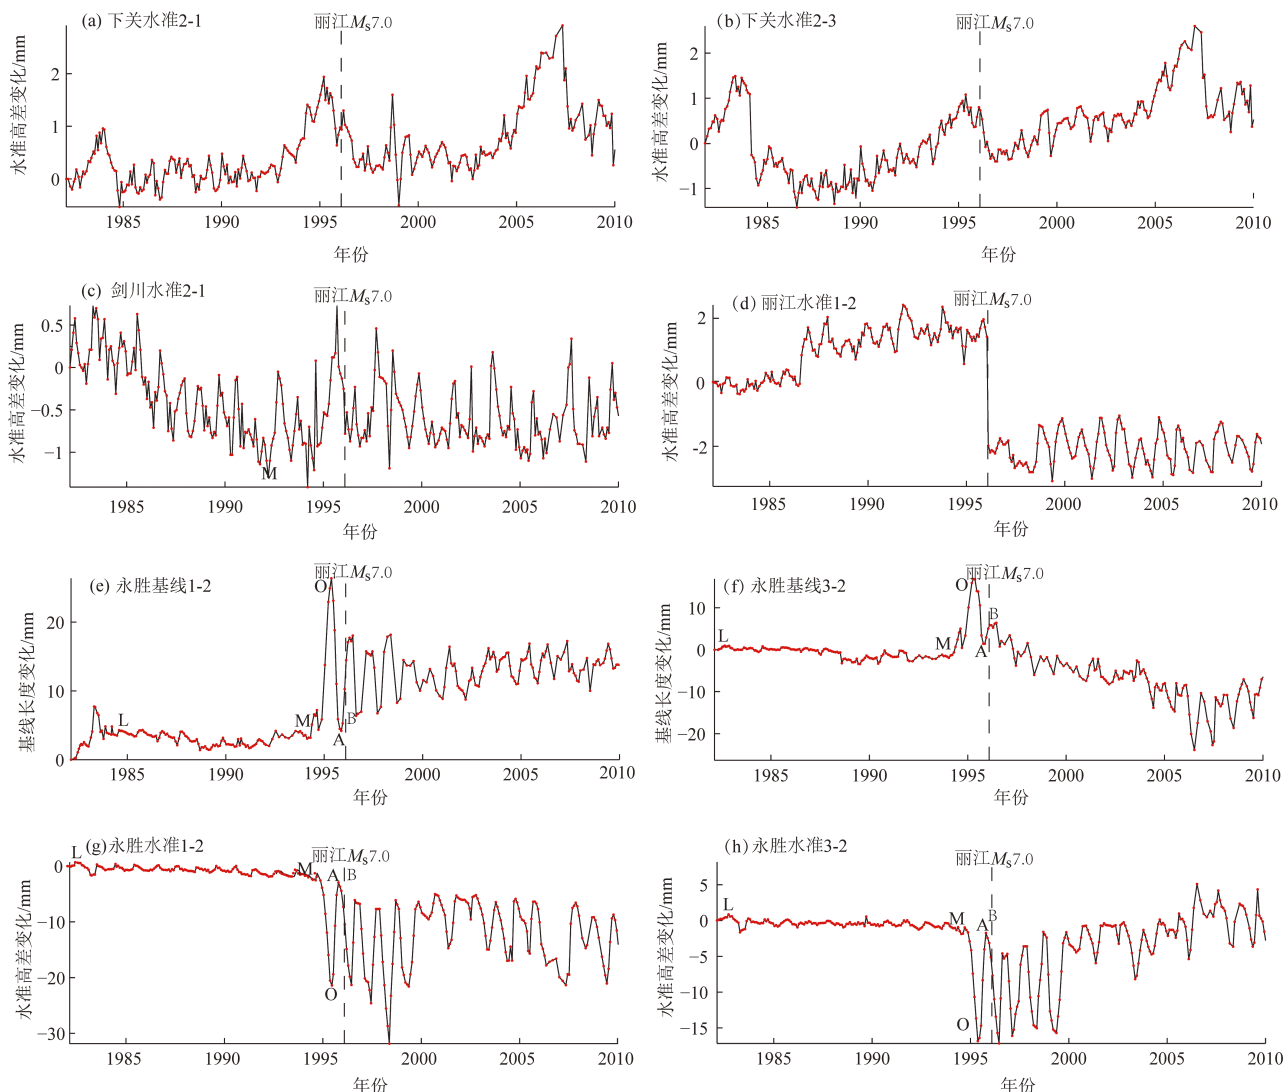 (a) 下关水准2-1
丽江Ms7.0
水准高差变化/mm
2
1
0
1985
1990
1995
2000
2005
2010
年份
(b) 下关水准2-3
丽江Ms7.0
水准高差变化/mm
2
1
0
−1
1985
1990
1995
2000
2005
2010
年份
(c) 剑川水准2-1
丽江Ms7.0
水准高差变化/mm
0.5
0
−0.5
−1
M
1985
1990
1995
2000
2005
2010
年份
(d) 丽江水准1-2
丽江Ms7.0
水准高差变化/mm
2
0
-2
1985
1990
1995
2000
2005
2010
年份
(e) 永胜基线1-2
丽江Ms7.0
基线长度变化/mm
20
10
0
L
M
O
A
B
1985
1990
1995
2000
2005
2010
年份
(f) 永胜基线3-2
丽江Ms7.0
基线长度变化/mm
10
0
−10
−20
L
M
O
A
B
1985
1990
1995
2000
2005
2010
年份
(g)永胜水准1-2
丽江Ms7.0
水准高差变化/mm
0
−10
−20
−30
L
M
A
B
O
1985
1990
1995
2000
2005
2010
年份
(h) 永胜水准3-2
丽江Ms7.0
水准高差变化/mm
5
0
−5
−10
−15
L
M
A
B
O
1985
1990
1995
2000
2005
2010
年份